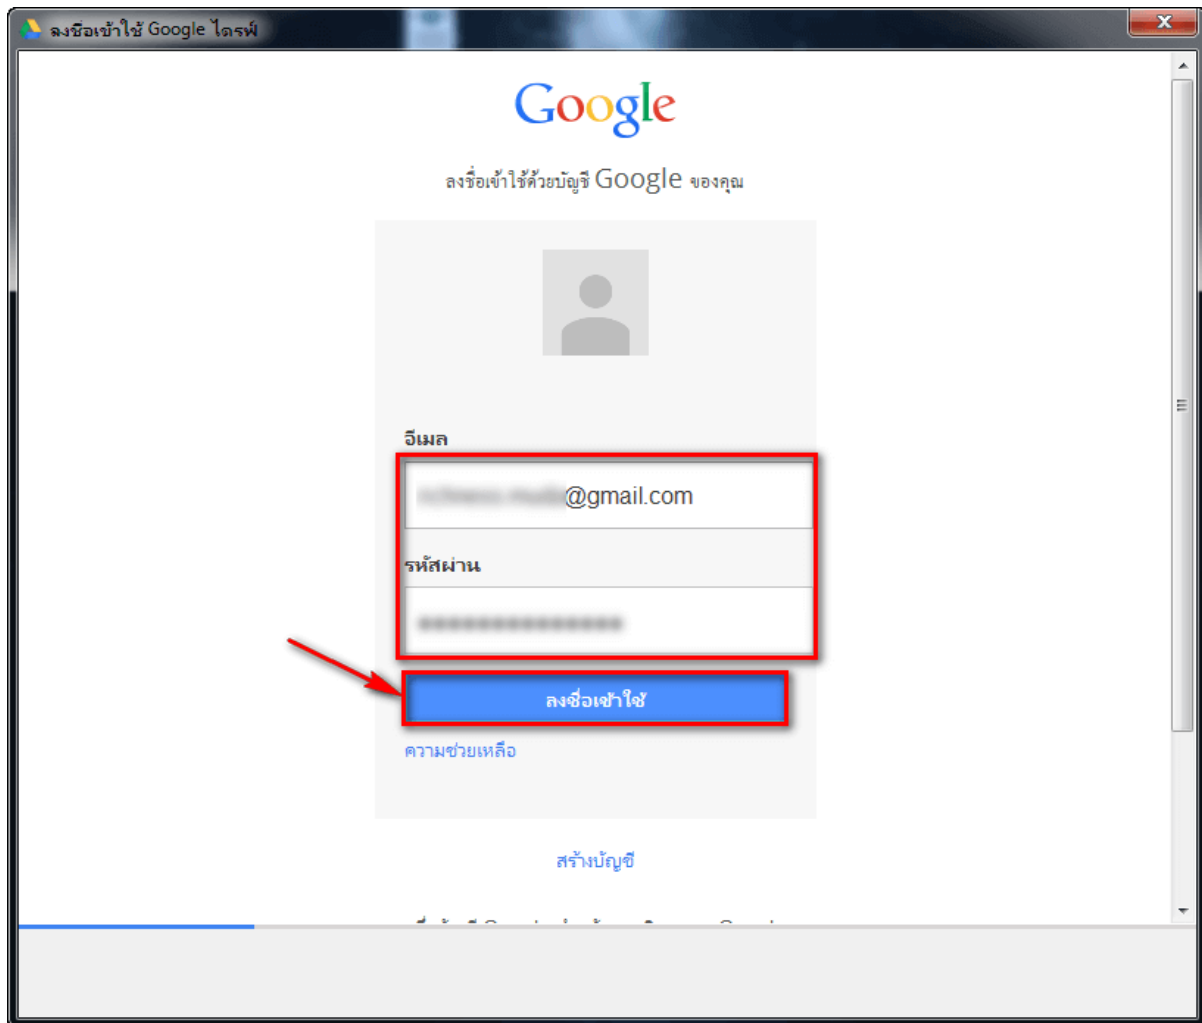 ลงชื่อเข้าใช้ Google ไดรฟ์
Google
ลงชื่อเข้าใช้ด้วยบัญชี Google ของคุณ
อีเมล
@gmail.com
รหัสผ่าน
ลงชื่อเข้าใช้
ความช่วยเหลือ
สร้างบัญชี